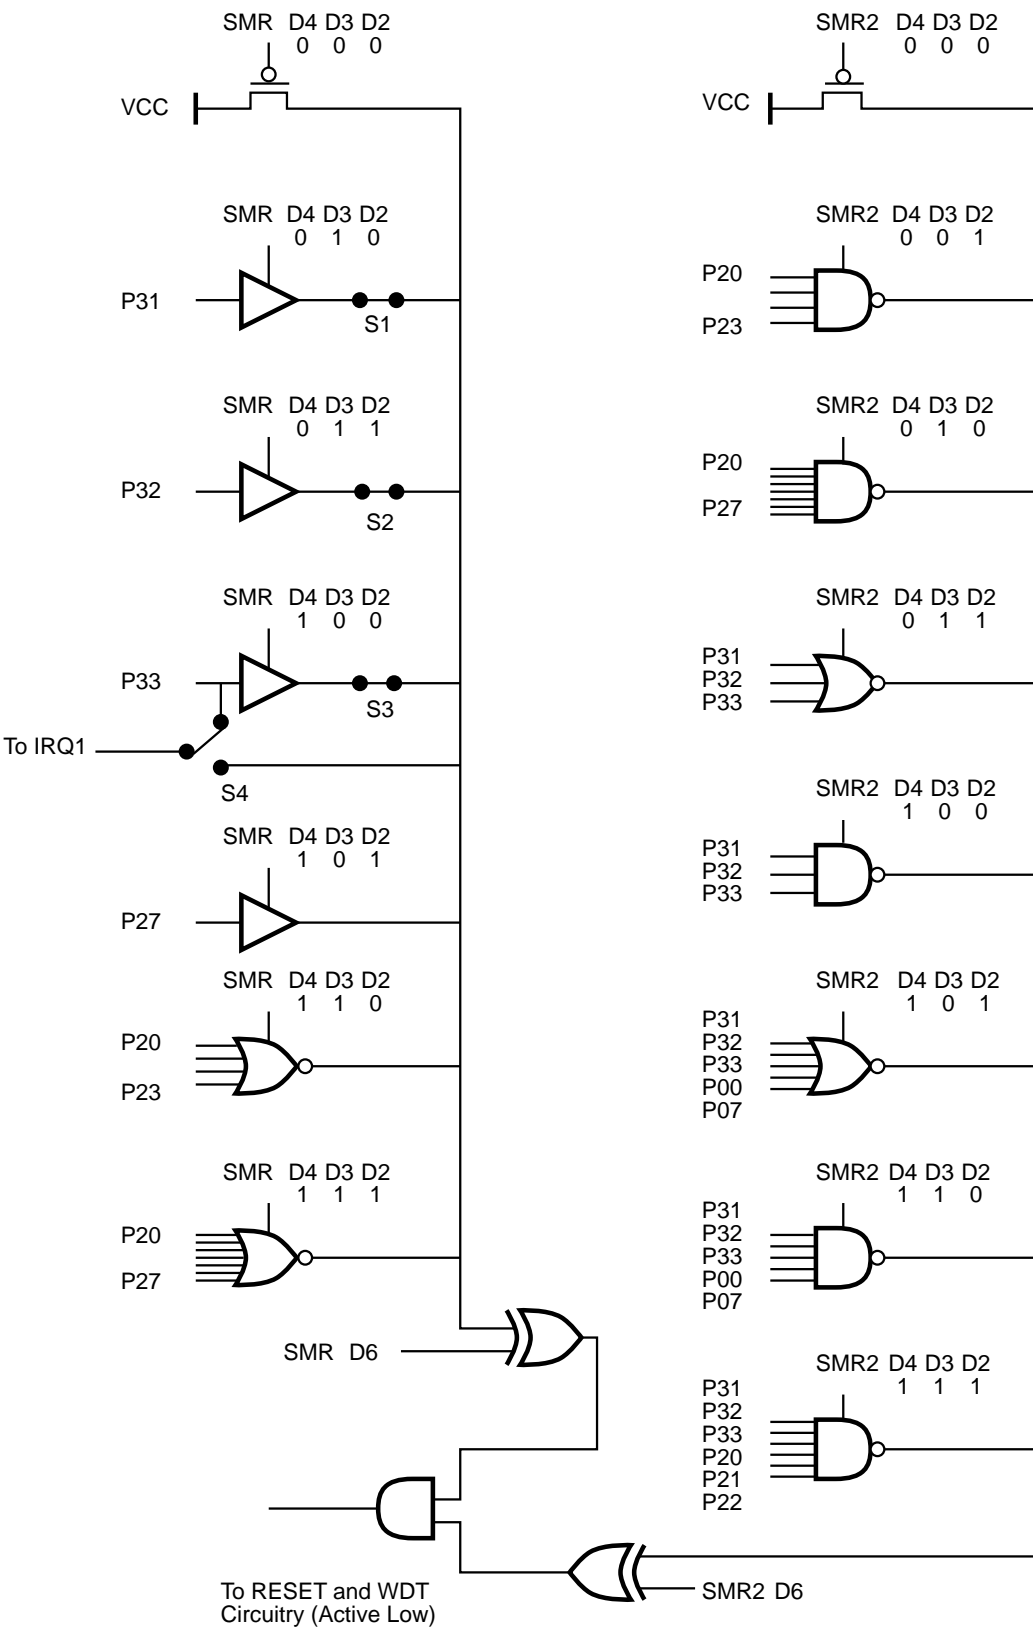 SMR D4 D3 D2
0 0 0
VCC
SMR D4 D3 D2
0 1 0
P31
S1
SMR D4 D3 D2
0 1 1
P32
S2
SMR D4 D3 D2
1 0 0
P33
S3
To IRQ1
S4
SMR D4 D3 D2
1 0 1
P27
SMR D4 D3 D2
1 1 0
P20
P23
SMR D4 D3 D2
1 1 1
P20
P27
SMR D6
To RESET and WDT
Circuitry (Active Low)
SMR2 D4 D3 D2
0 0 0
VCC
SMR2 D4 D3 D2
0 0 1
P20
P23
SMR2 D4 D3 D2
0 1 0
P20
P27
SMR2 D4 D3 D2
0 1 1
P31
P32
P33
SMR2 D4 D3 D2
1 0 0
P31
P32
P33
SMR2 D4 D3 D2
1 0 1
P31
P32
P33
P00
P07
SMR2 D4 D3 D2
1 1 0
P31
P32
P33
P00
P07
SMR2 D4 D3 D2
1 1 1
P31
P32
P33
P20
P21
P22
SMR2 D6